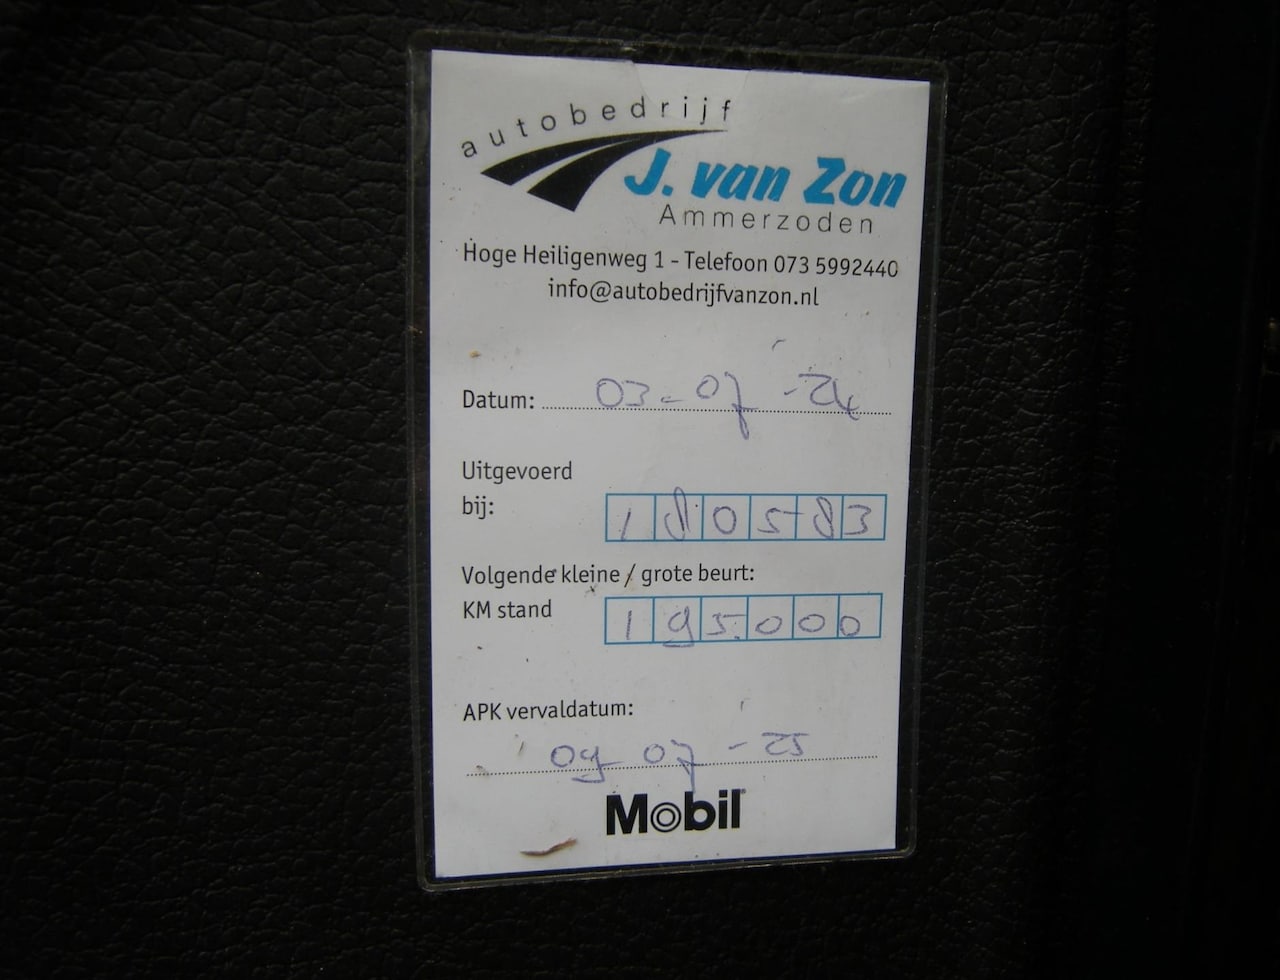 autobedrijf
J. van Zon
Ammerzoden
Hoge Heiligenweg 1 - Telefoon 073 5992440
info@autobedrijfvanzon.nl
Datum: 03-07-24
Uitgevoerd
bij: 180583
Volgende kleine / grote beurt:
KM stand 195.000
APK vervaldatum:
09-07-25
Mobil